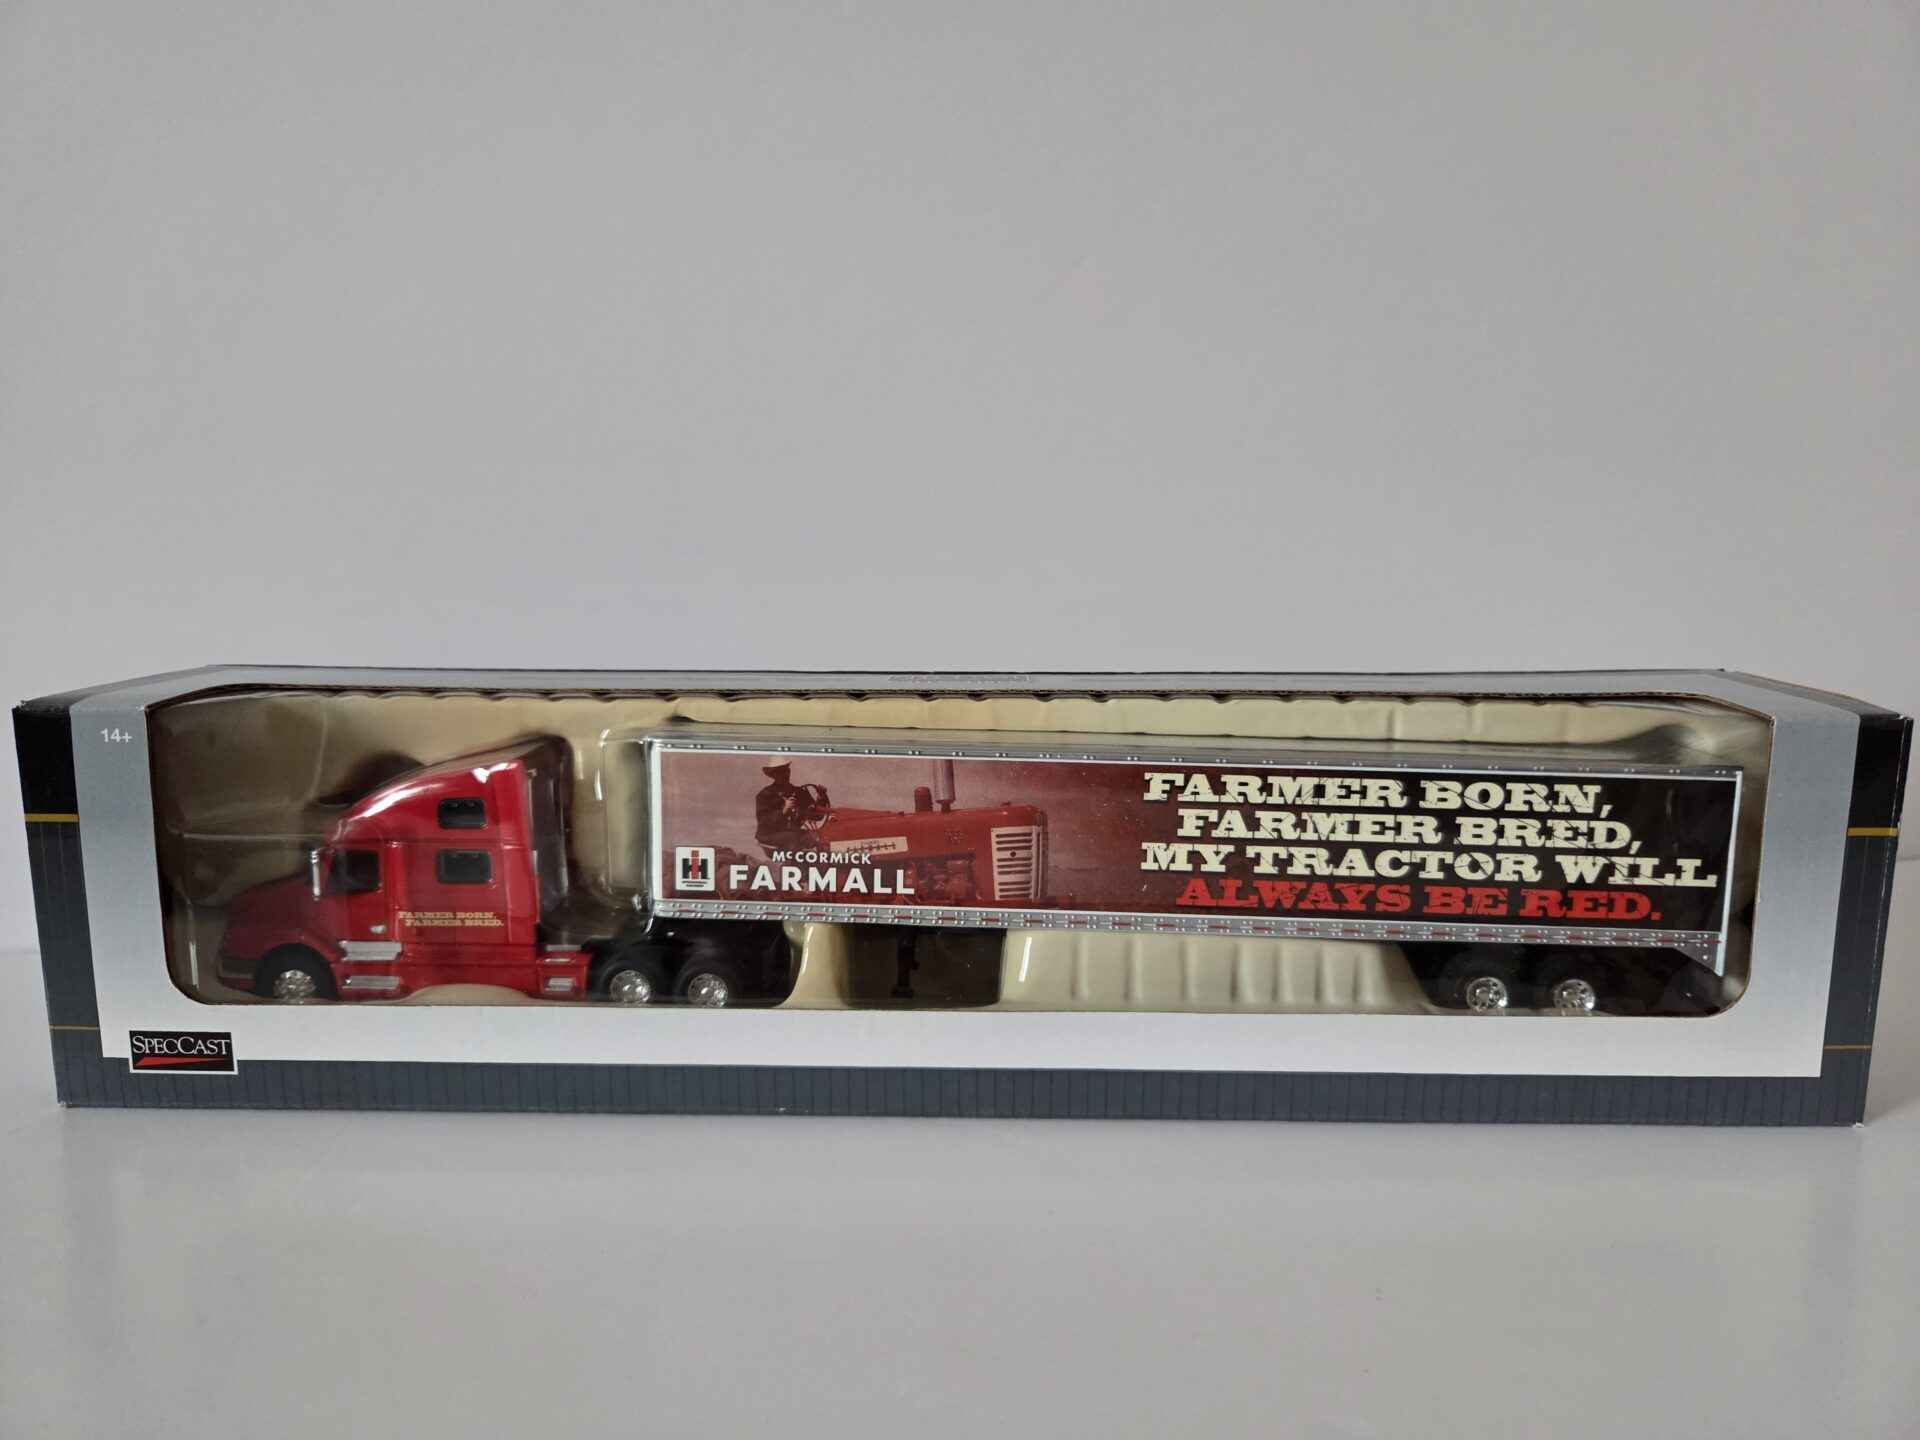 14+
FARMER BORN,
FARMER BRED,
MY TRACTOR WILL
ALWAYS BE RED.
McCORMICK
FARMALL
FARMER BORN,
FARMER BRED.
SPECCAST